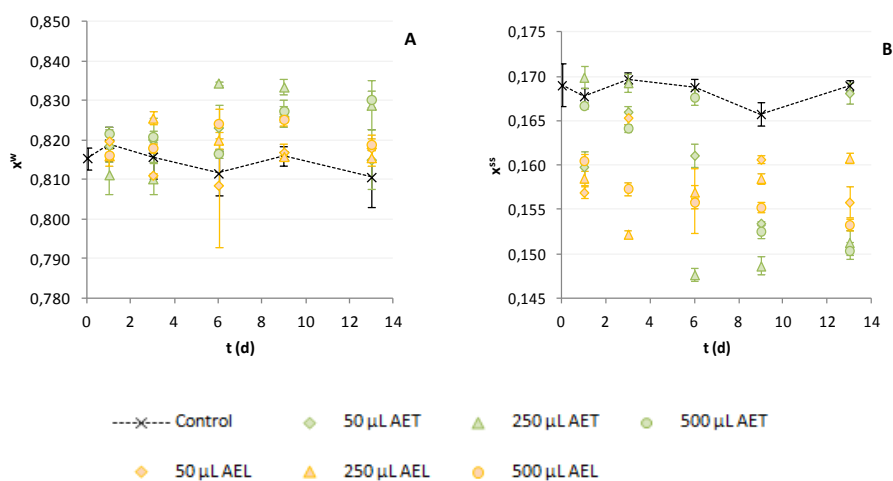 A
0,850
0,840
0,830
0,820
0,810
0,800
0,790
0,780
x^w
0 2 4 6 8 10 12 14
t (d)
B
0,175
0,170
0,165
0,160
0,155
0,150
0,145
x^ss
0 2 4 6 8 10 12 14
t (d)
Control 50 µL AET 250 µL AET 500 µL AET
50 µL AEL 250 µL AEL 500 µL AEL